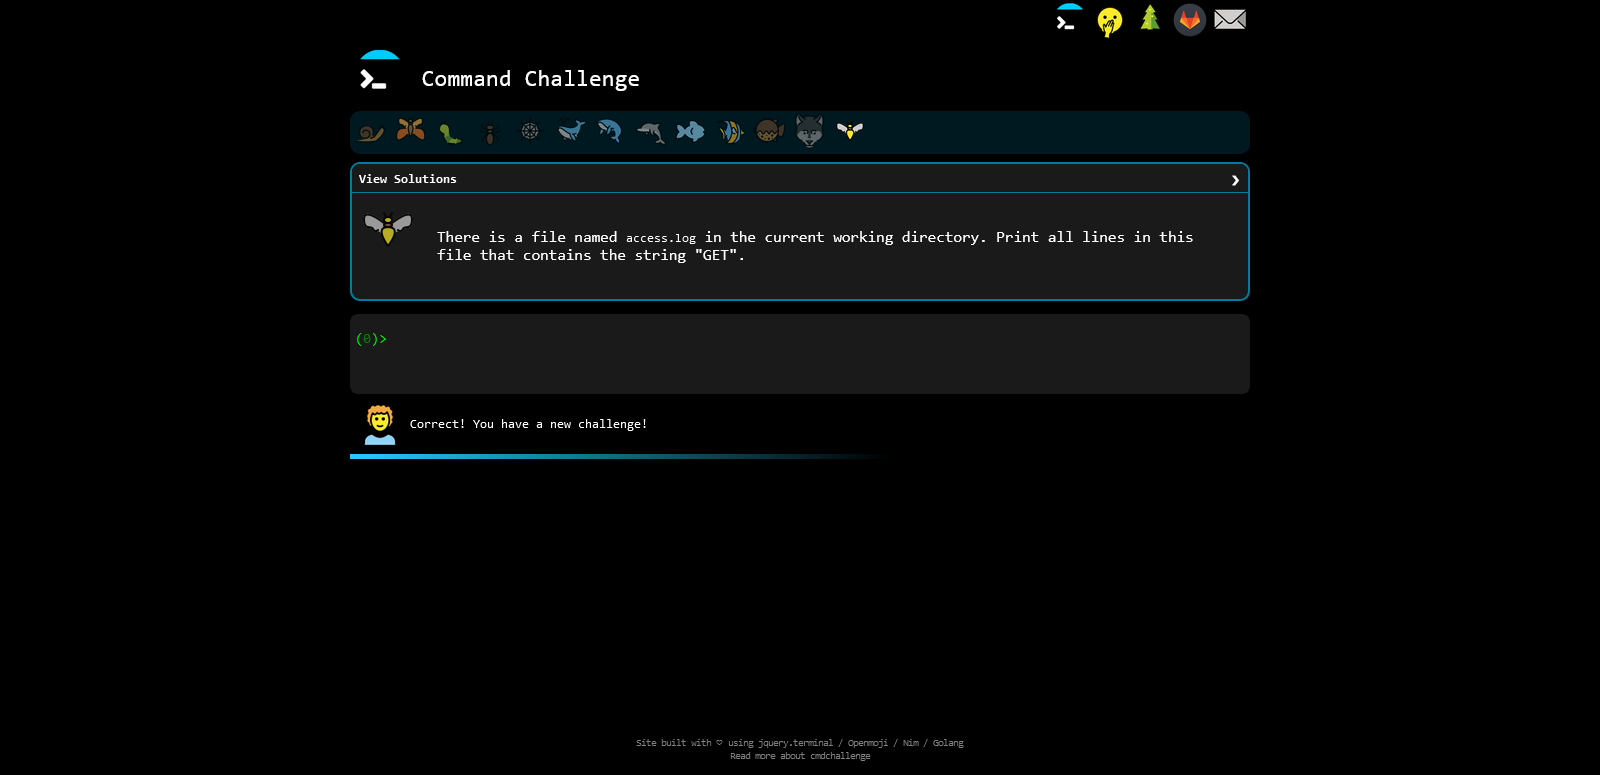 Command Challenge
View Solutions
There is a file named access.log in the current working directory. Print all lines in this
file that contains the string "GET".
(0)>
Correct! You have a new challenge!
Site built with ♡ using jquery.terminal / Openmoji / Nim / Golang
Read more about cmdchallenge